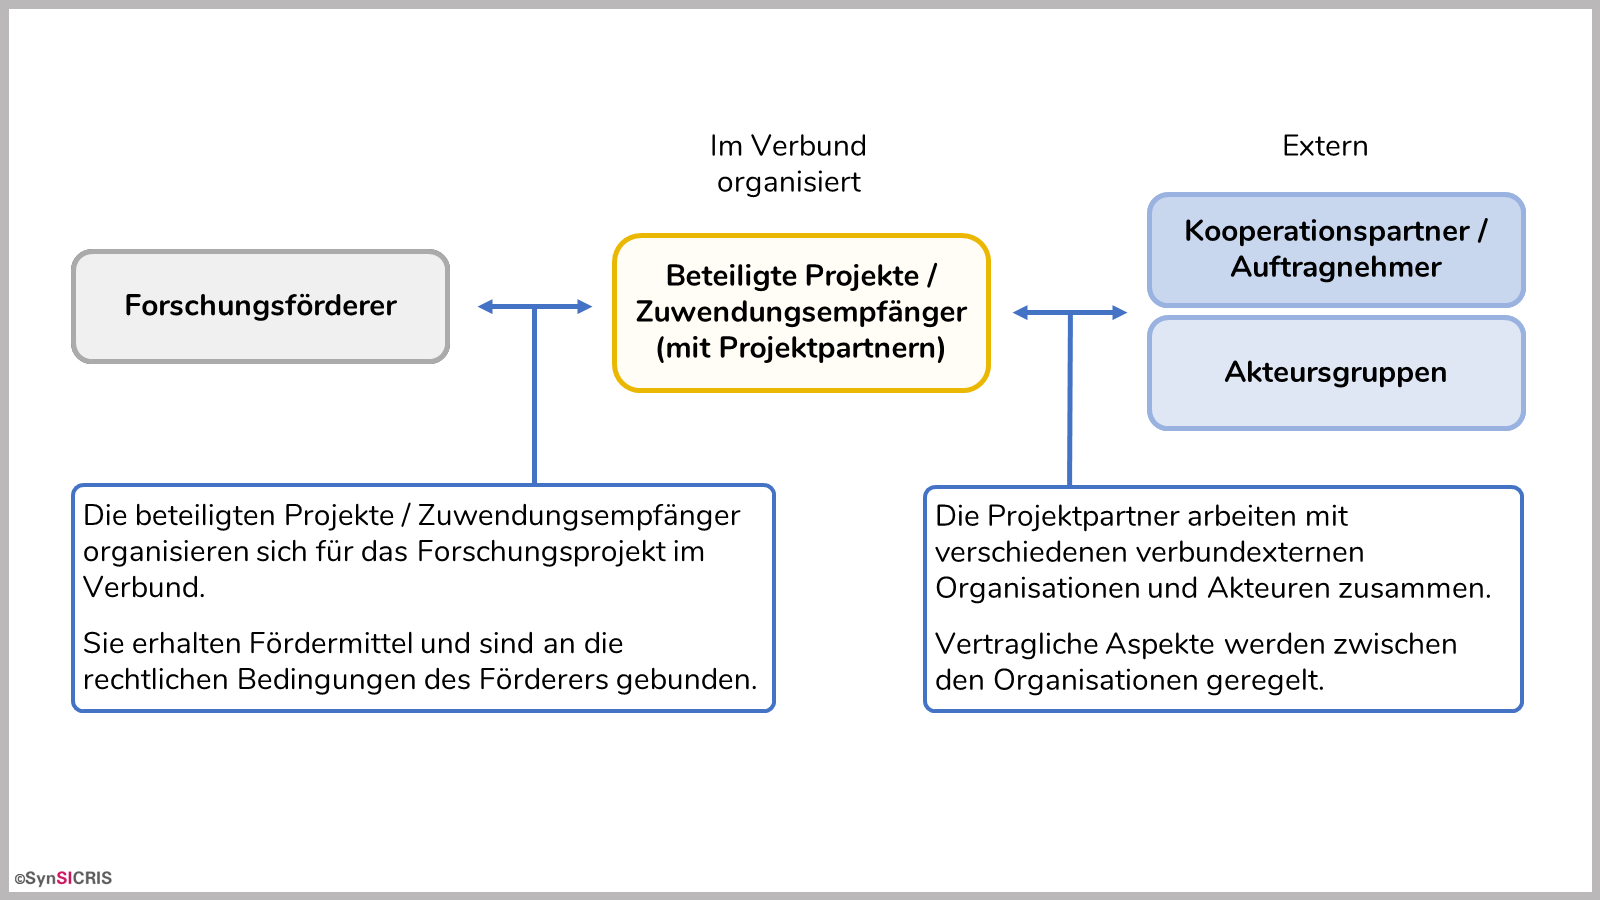 Im Verbund
organisiert
Extern
Forschungsförderer
Beteiligte Projekte /
Zuwendungsempfänger
(mit Projektpartnern)
Kooperationspartner /
Auftragnehmer
Akteursgruppen
Die beteiligten Projekte / Zuwendungsempfänger
organisieren sich für das Forschungsprojekt im
Verbund.
Sie erhalten Fördermittel und sind an die
rechtlichen Bedingungen des Förderers gebunden.
Die Projektpartner arbeiten mit
verschiedenen verbundexternen
Organisationen und Akteuren zusammen.
Vertragliche Aspekte werden zwischen
den Organisationen geregelt.
©SynSICRIS